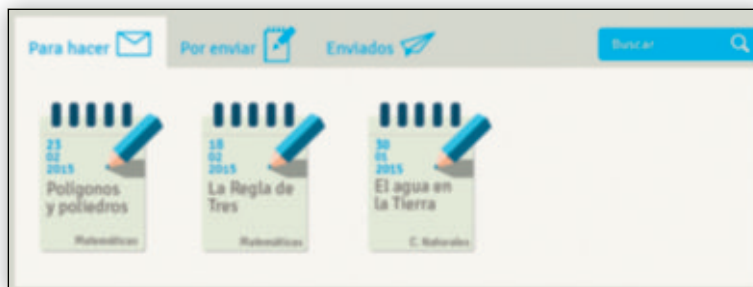 Para hacer
Por enviar
Enviados
Buscar
23
02
2015
Polígonos
y poliedros
Matemáticas
18
02
2015
La Regla de
Tres
Matemáticas
30
01
2015
El agua en
la Tierra
C. Naturales